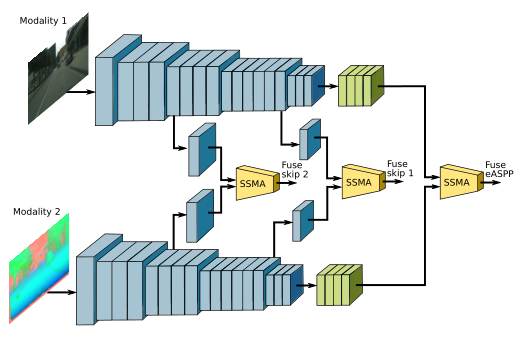 Modality 1
Fuse
skip 2
SSMA
Fuse
skip 1
SSMA
Fuse
eASPP
SSMA
Modality 2